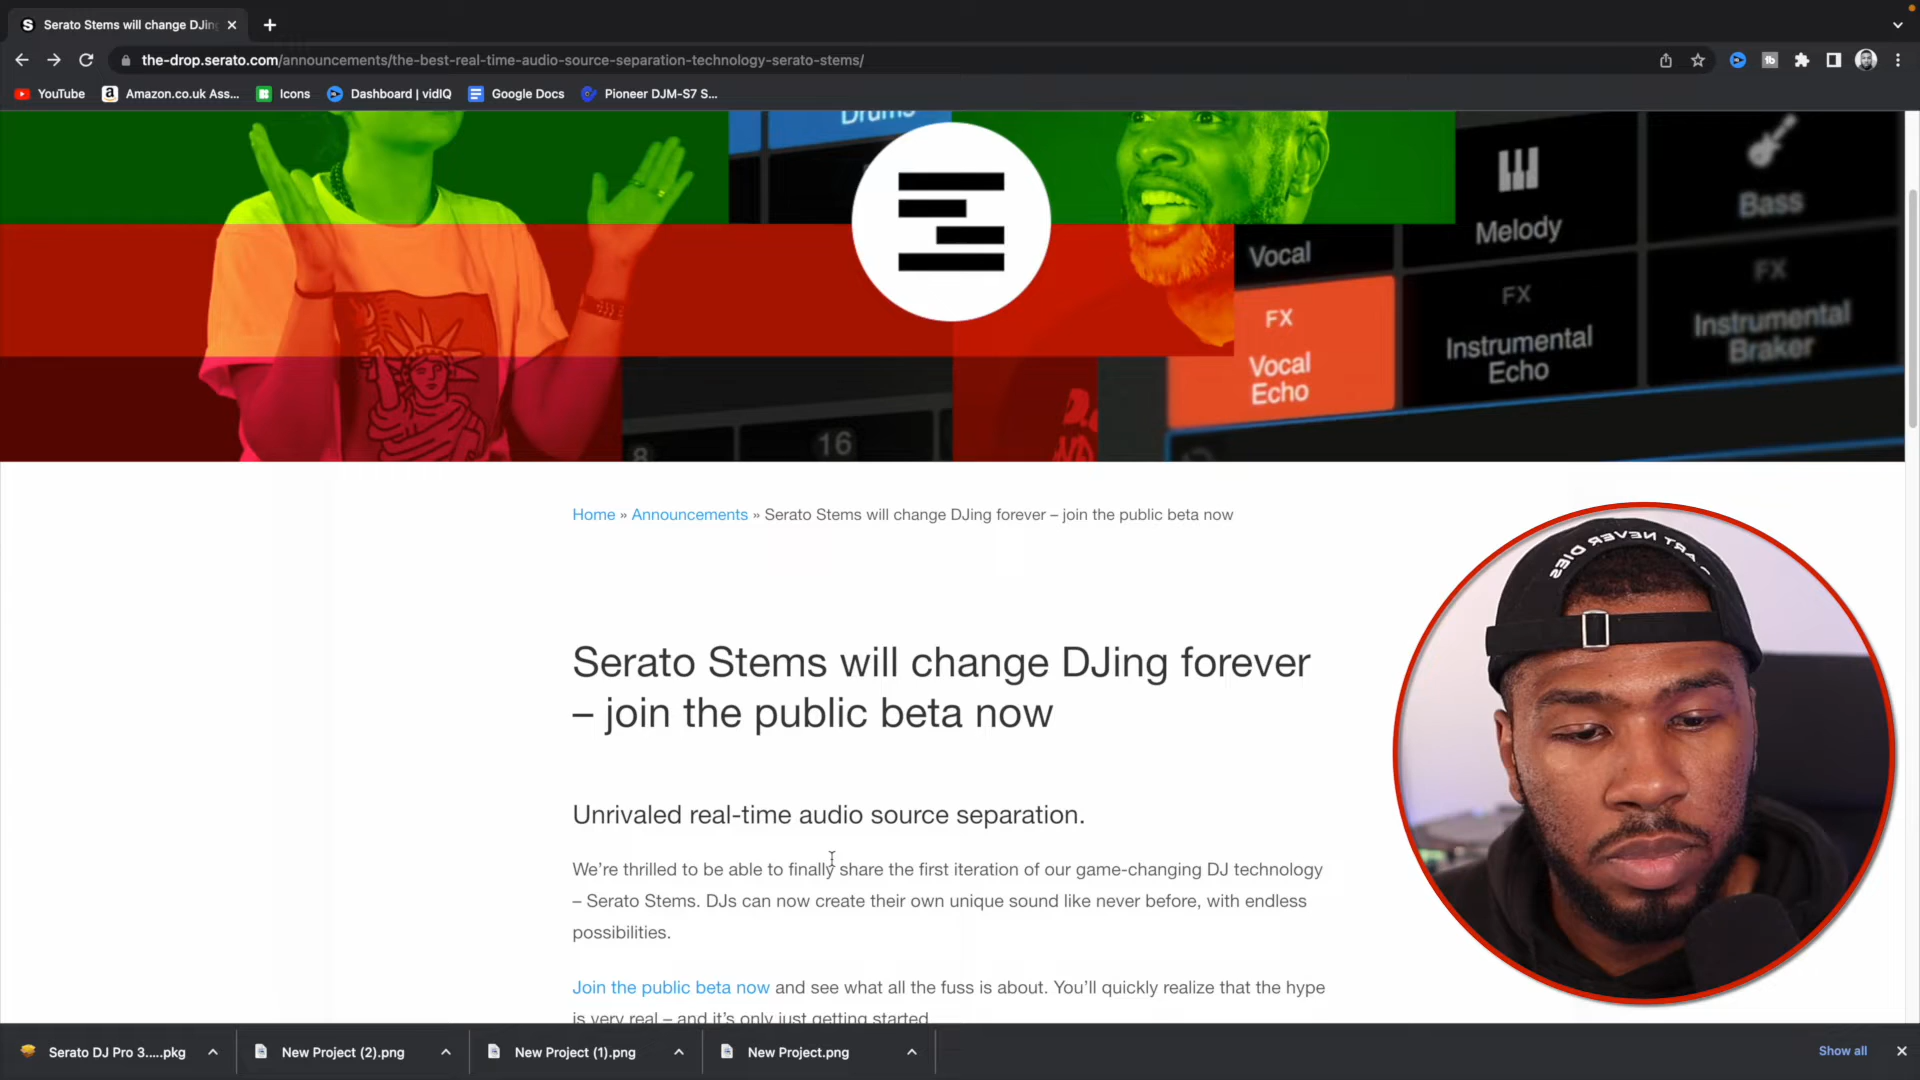 Serato Stems will change DJing
the-drop.serato.com/announcements/the-best-real-time-audio-source-separation-technology-serato-stems/
YouTube
Amazon.co.uk Ass...
Icons
Dashboard | vidIQ
Google Docs
Pioneer DJM-S7 S...
Drums
Vocal
Melody
Bass
FX
Vocal
Echo
FX
Instrumental
Echo
FX
Instrumental
Braker
8
16
Home » Announcements » Serato Stems will change DJing forever – join the public beta now
Serato Stems will change DJing forever
– join the public beta now
Unrivaled real-time audio source separation.
We’re thrilled to be able to finally share the first iteration of our game-changing DJ technology
– Serato Stems. DJs can now create their own unique sound like never before, with endless
possibilities.
Join the public beta now and see what all the fuss is about. You’ll quickly realize that the hype
is very real – and it’s only just getting started
ART NEVER DIES
Serato DJ Pro 3.....pkg
New Project (2).png
New Project (1).png
New Project.png
Show all